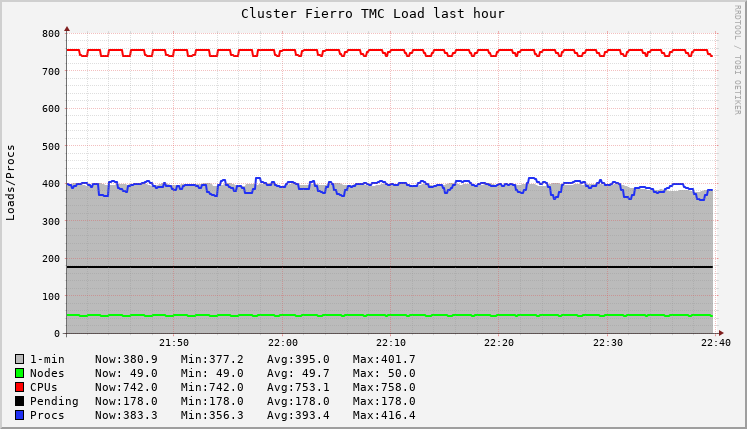 Cluster Fierro TMC Load last hour
RRDTOOL / TOBI OETIKER
Loads/Procs
800
700
600
500
400
300
200
100
0
21:50 22:00 22:10 22:20 22:30 22:40
1-min Now:380.9 Min:377.2 Avg:395.0 Max:401.7
Nodes Now: 49.0 Min: 49.0 Avg: 49.7 Max: 50.0
CPUs Now:742.0 Min:742.0 Avg:753.1 Max:758.0
Pending Now:178.0 Min:178.0 Avg:178.0 Max:178.0
Procs Now:383.3 Min:356.3 Avg:393.4 Max:416.4